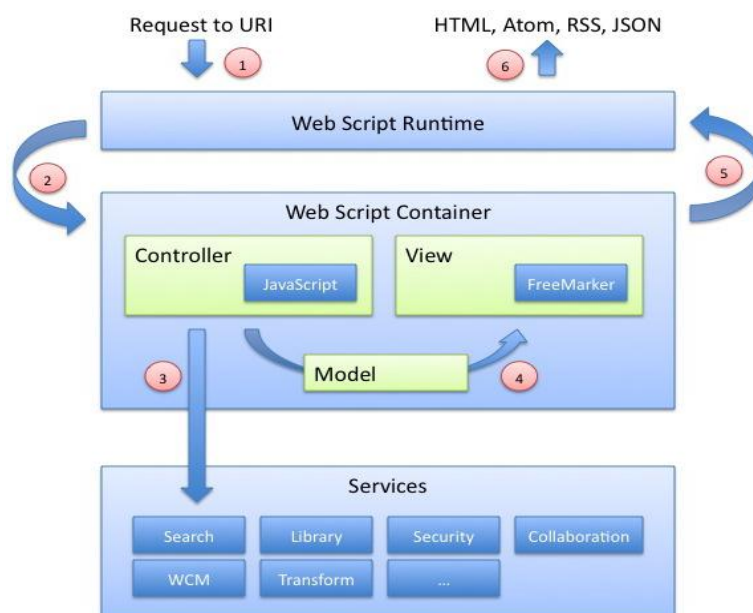 Request to URI
HTML, Atom, RSS, JSON
1
6
Web Script Runtime
2
5
Web Script Container
Controller
View
JavaScript
FreeMarker
3
Model
4
Services
Search
Library
Security
Collaboration
WCM
Transform
...